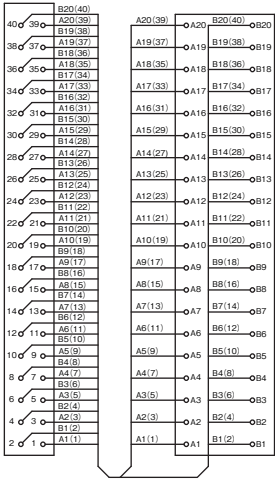 B20(40)
40 39 A20(39) A20(39) A20 B20(40) B20
B19(38)
38 37 A19(37) A19(37) A19 B19(38) B19
B18(36)
36 35 A18(35) A18(35) A18 B18(36) B18
B17(34)
34 33 A17(33) A17(33) A17 B17(34) B17
B16(32)
32 31 A16(31) A16(31) A16 B16(32) B16
B15(30)
30 29 A15(29) A15(29) A15 B15(30) B15
B14(28)
28 27 A14(27) A14(27) A14 B14(28) B14
B13(26)
26 25 A13(25) A13(25) A13 B13(26) B13
B12(24)
24 23 A12(23) A12(23) A12 B12(24) B12
B11(22)
22 21 A11(21) A11(21) A11 B11(22) B11
B10(20)
20 19 A10(19) A10(19) A10 B10(20) B10
B9(18)
18 17 A9(17) A9(17) A9 B9(18) B9
B8(16)
16 15 A8(15) A8(15) A8 B8(16) B8
B7(14)
14 13 A7(13) A7(13) A7 B7(14) B7
B6(12)
12 11 A6(11) A6(11) A6 B6(12) B6
B5(10)
10 9 A5(9) A5(9) A5 B5(10) B5
B4(8)
8 7 A4(7) A4(7) A4 B4(8) B4
B3(6)
6 5 A3(5) A3(5) A3 B3(6) B3
B2(4)
4 3 A2(3) A2(3) A2 B2(4) B2
B1(2)
2 1 A1(1) A1(1) A1 B1(2) B1